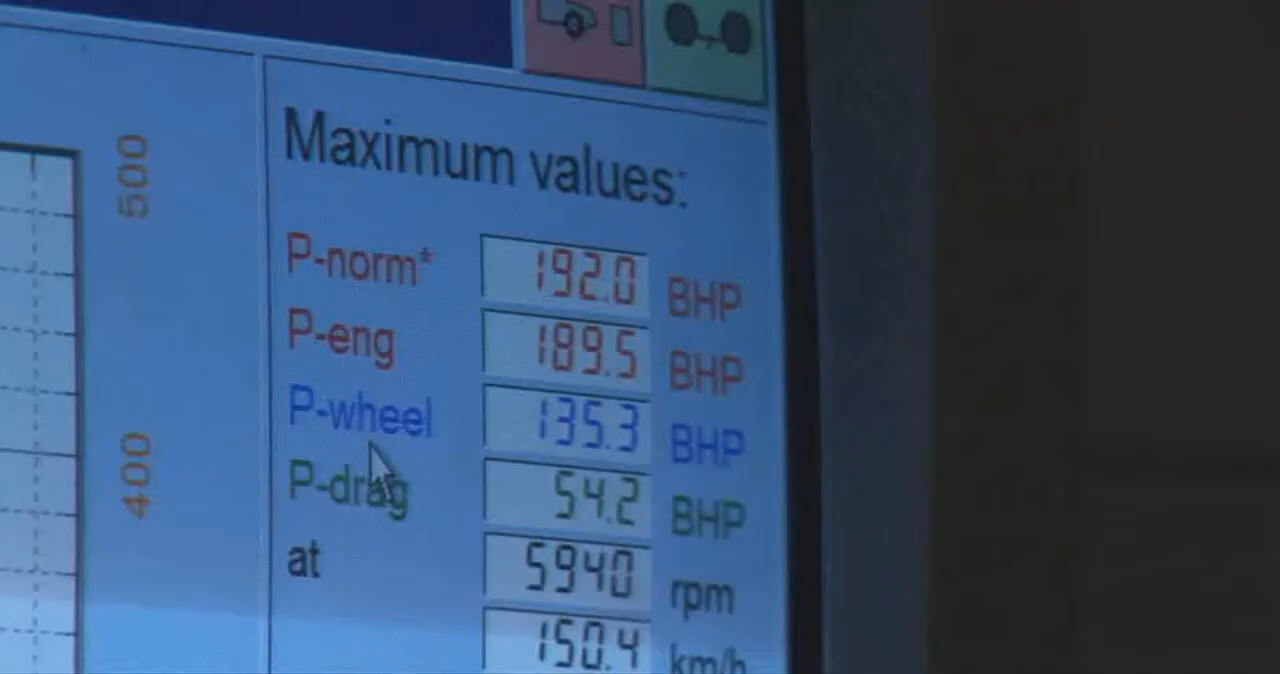 Maximum values:
500
P-norm* 192.0 BHP
P-eng 189.5 BHP
P-wheel 135.3 BHP
400
P-drag 54.2 BHP
at 5940 rpm
150.4 km/h